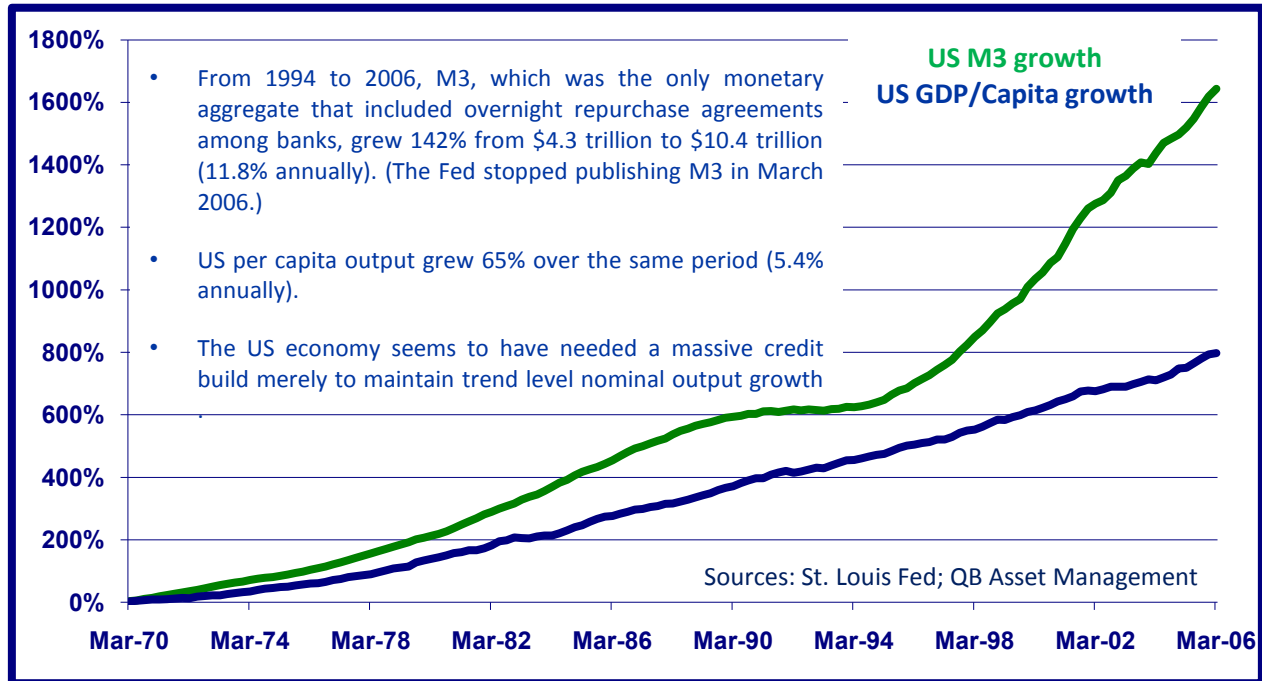 1800%
1600%
1400%
1200%
1000%
800%
600%
400%
200%
0%
US M3 growth
US GDP/Capita growth
• From 1994 to 2006, M3, which was the only monetary
aggregate that included overnight repurchase agreements
among banks, grew 142% from $4.3 trillion to $10.4 trillion
(11.8% annually). (The Fed stopped publishing M3 in March
2006.)
• US per capita output grew 65% over the same period (5.4%
annually).
• The US economy seems to have needed a massive credit
build merely to maintain trend level nominal output growth
.
Sources: St. Louis Fed; QB Asset Management
Mar-70 Mar-74 Mar-78 Mar-82 Mar-86 Mar-90 Mar-94 Mar-98 Mar-02 Mar-06